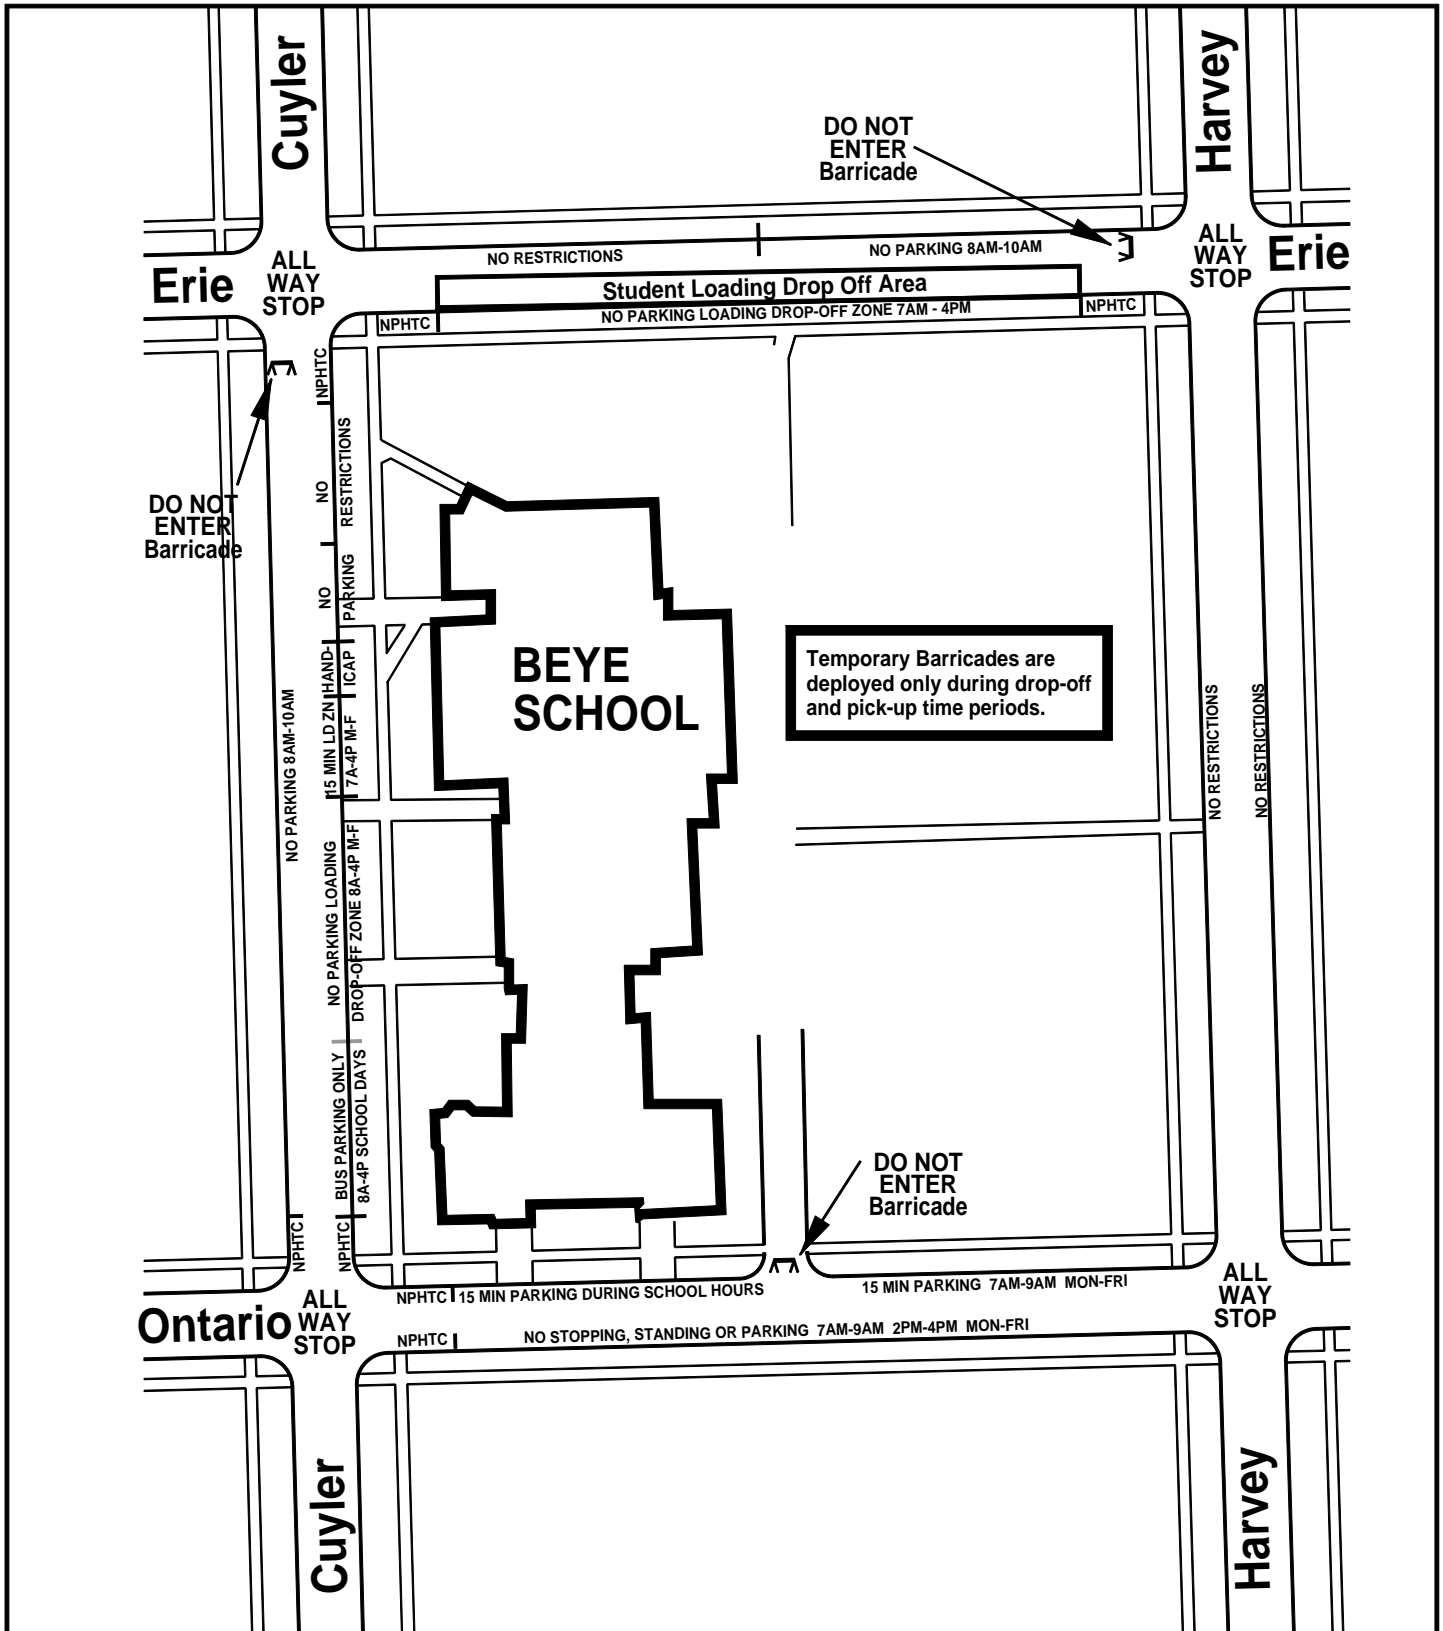 Cuyler
Harvey
DO NOT
ENTER
Barricade
ALL
WAY
STOP
Erie
NO RESTRICTIONS
NO PARKING 8AM-10AM
ALL
WAY
STOP
Erie
Student Loading Drop Off Area
NO PARKING LOADING DROP-OFF ZONE 7AM - 4PM
NPHTC
NPHTC
NPHTC
DO NOT
ENTER
Barricade
NO
RESTRICTIONS
NO
PARKING
HAND-
ICAP
15 MIN LD ZN
7A-4P M-F
NO PARKING 8AM-10AM
NO PARKING LOADING
DROP-OFF ZONE 8A-4P M-F
BUS PARKING ONLY
8A-4P SCHOOL DAYS
NPHTC
NPHTC
BEYE
SCHOOL
Temporary Barricades are
deployed only during drop-off
and pick-up time periods.
NO RESTRICTIONS
NO RESTRICTIONS
DO NOT
ENTER
Barricade
Ontario
ALL
WAY
STOP
NPHTC
15 MIN PARKING DURING SCHOOL HOURS
15 MIN PARKING 7AM-9AM MON-FRI
NPHTC
NO STOPPING, STANDING OR PARKING 7AM-9AM 2PM-4PM MON-FRI
ALL
WAY
STOP
Cuyler
Harvey